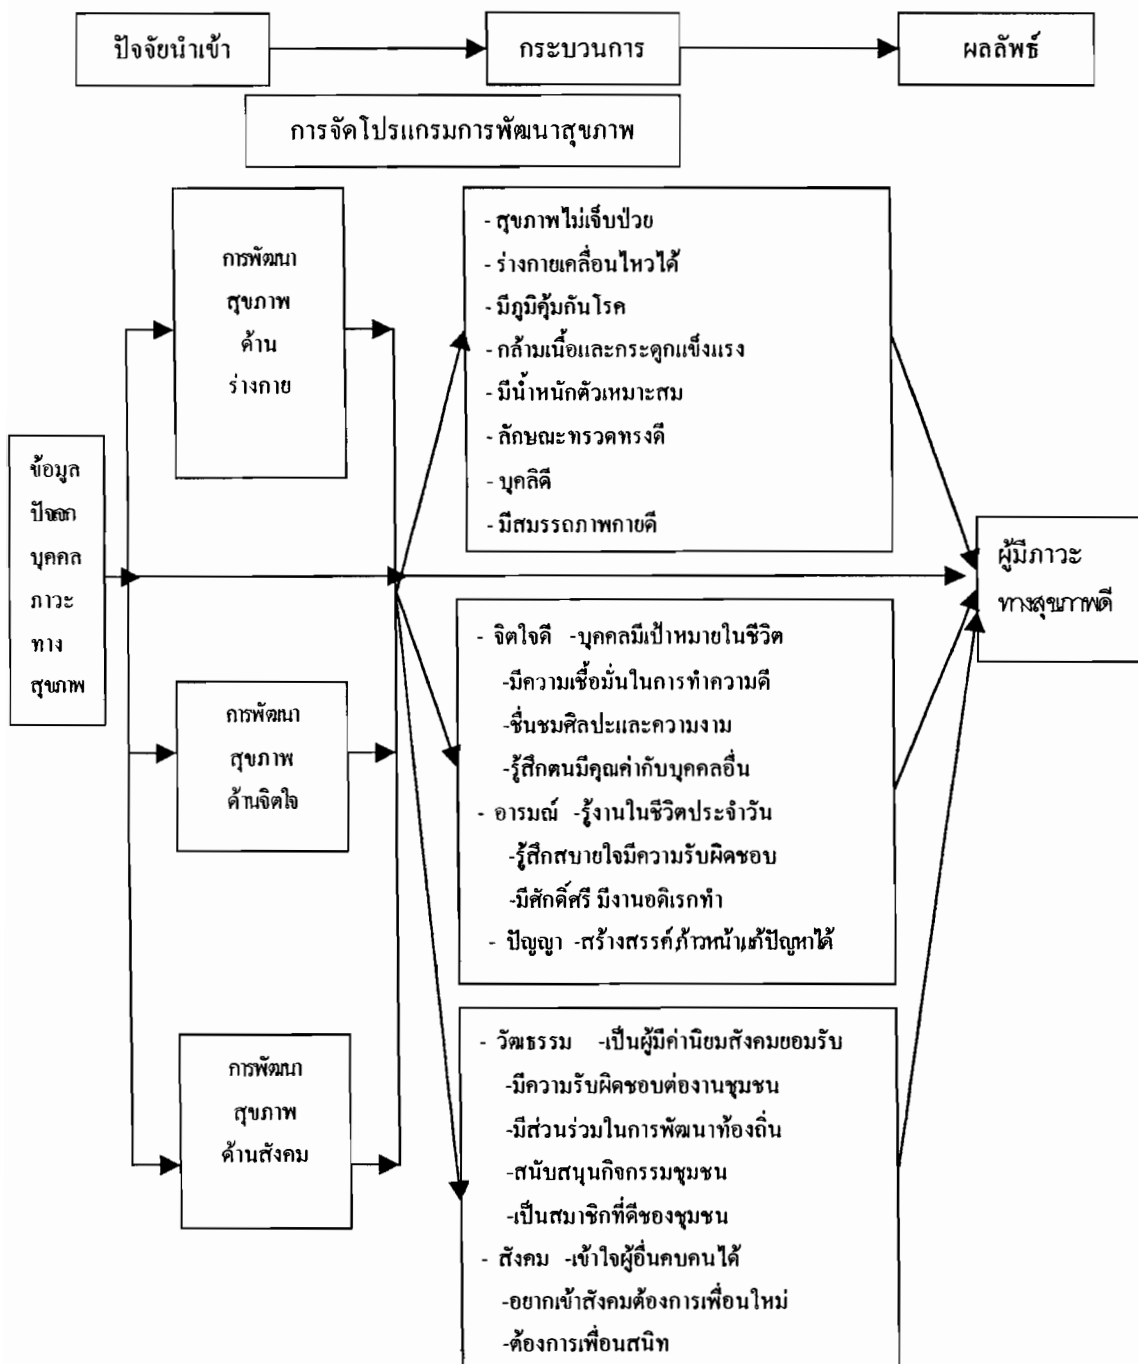 ปัจจัยนำเข้า
กระบวนการ
ผลลัพธ์
การจัดโปรแกรมการพัฒนาสุขภาพ
ข้อมูล
ปัจเจก
บุคคล
ภาวะ
ทาง
สุขภาพ
การพัฒนา
สุขภาพ
ด้าน
ร่างกาย
การพัฒนา
สุขภาพ
ด้านจิตใจ
การพัฒนา
สุขภาพ
ด้านสังคม
- สุขภาพไม่เจ็บป่วย
- ร่างกายเคลื่อนไหวได้
- มีภูมิคุ้มกันโรค
- กล้ามเนื้อและกระดูกแข็งแรง
- มีน้ำหนักตัวเหมาะสม
- ลักษณะทรวดทรงดี
- บุคลิดี
- มีสมรรถภาพกายดี
- จิตใจดี -บุคคลมีเป้าหมายในชีวิต
-มีความเชื้อมั่นในการทำความดี
-ชื่นชมศิลปะและความงาม
-รู้สึกตนมีคุณค่ากับบุคคลอื่น
- อารมณ์ -รู้งานในชีวิตประจำวัน
-รู้สึกสบายใจมีความรับผิดชอบ
-มีศักดิ์ศรี มีงานอดิเรกทำ
- ปัญญา -สร้างสรรค์,ก้าวหน้า,แก้ปัญหาได้
- วัฒธรรม -เป็นผู้มีค่านิยมสังคมยอมรับ
-มีความรับผิดชอบต่องานชุมชน
-มีส่วนร่วมในการพัฒนาท้องถิ่น
-สนับสนุนกิจกรรมชุมชน
-เป็นสมาชิกที่ดีของชุมชน
- สังคม -เข้าใจผู้อื่นคบคนได้
-อยากเข้าสังคมต้องการเพื่อนใหม่
-ต้องการเพื่อนสนิท
ผู้มีภาวะ
ทางสุขภาพดี